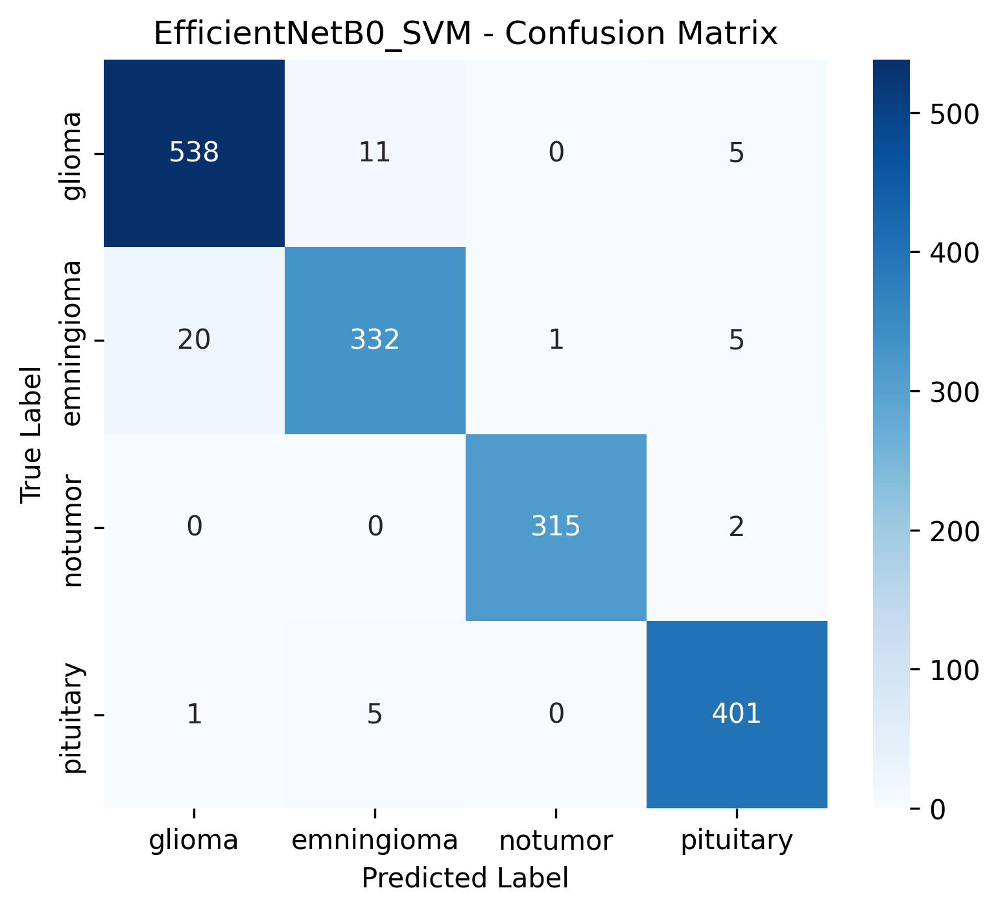 EfficientNetB0_SVM - Confusion Matrix
True Label
glioma
538 11 0 5
emningioma
20 332 1 5
notumor
0 0 315 2
pituitary
1 5 0 401
glioma emningioma notumor pituitary
Predicted Label
500
400
300
200
100
0